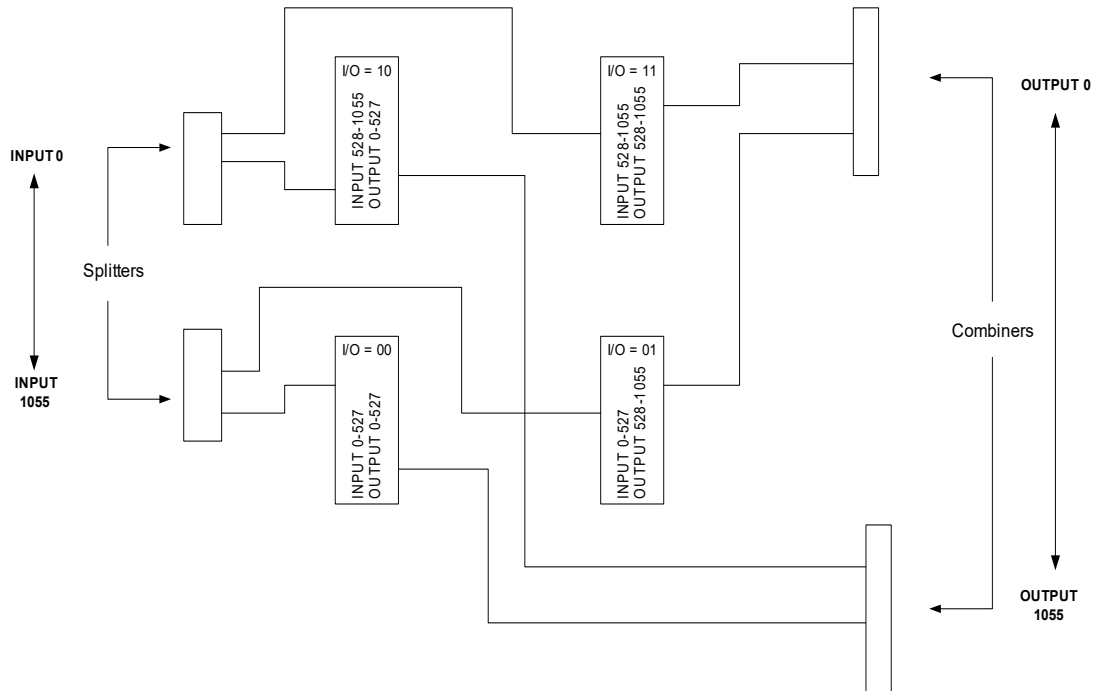 I/O = 10
INPUT 528-1055
OUTPUT 0-527
I/O = 11
INPUT 528-1055
OUTPUT 528-1055
OUTPUT 0
INPUT 0
Splitters
Combiners
I/O = 00
INPUT 0-527
OUTPUT 0-527
I/O = 01
INPUT 0-527
OUTPUT 528-1055
INPUT
1055
OUTPUT
1055